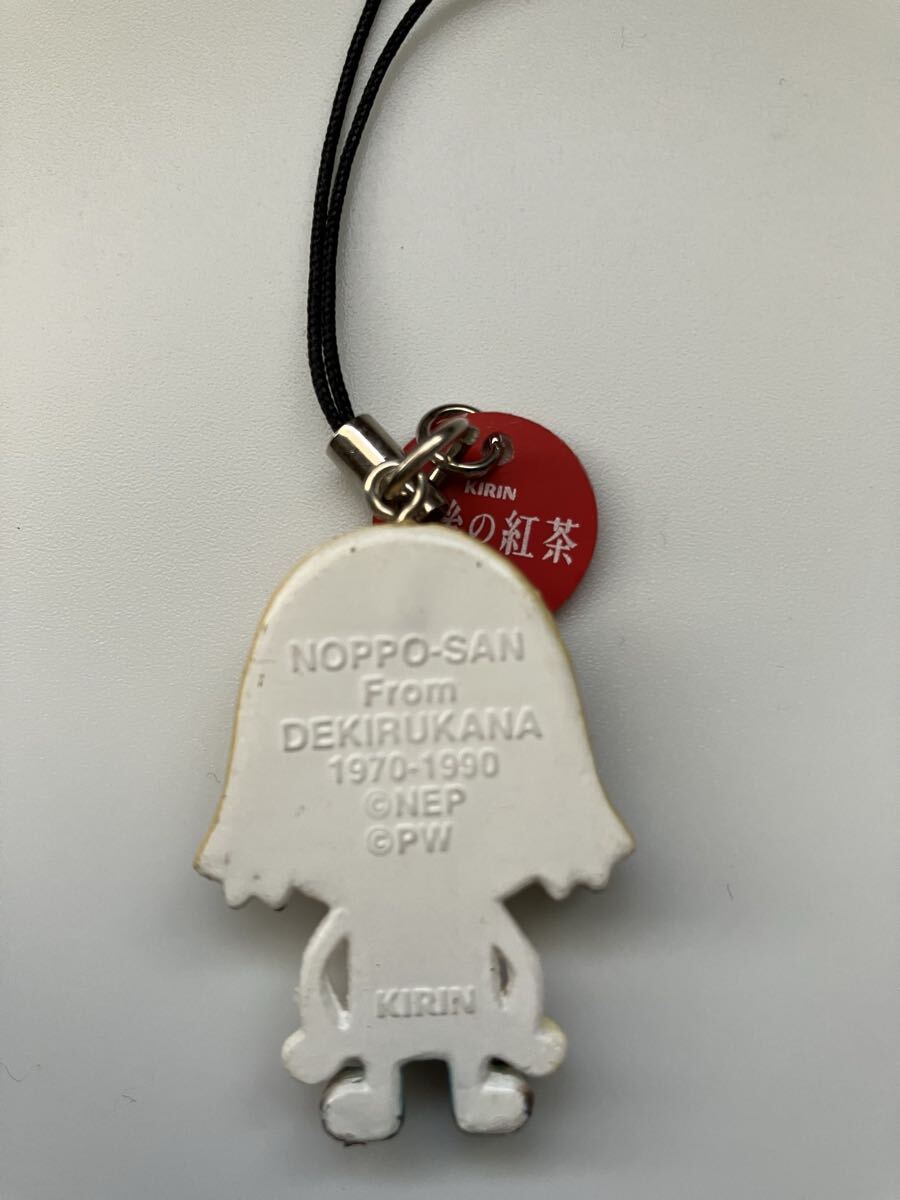 KIRIN
後の紅茶
NOPPO-SAN
From
DEKIRUKANA
1970-1990
©NEP
©PW
KIRIN